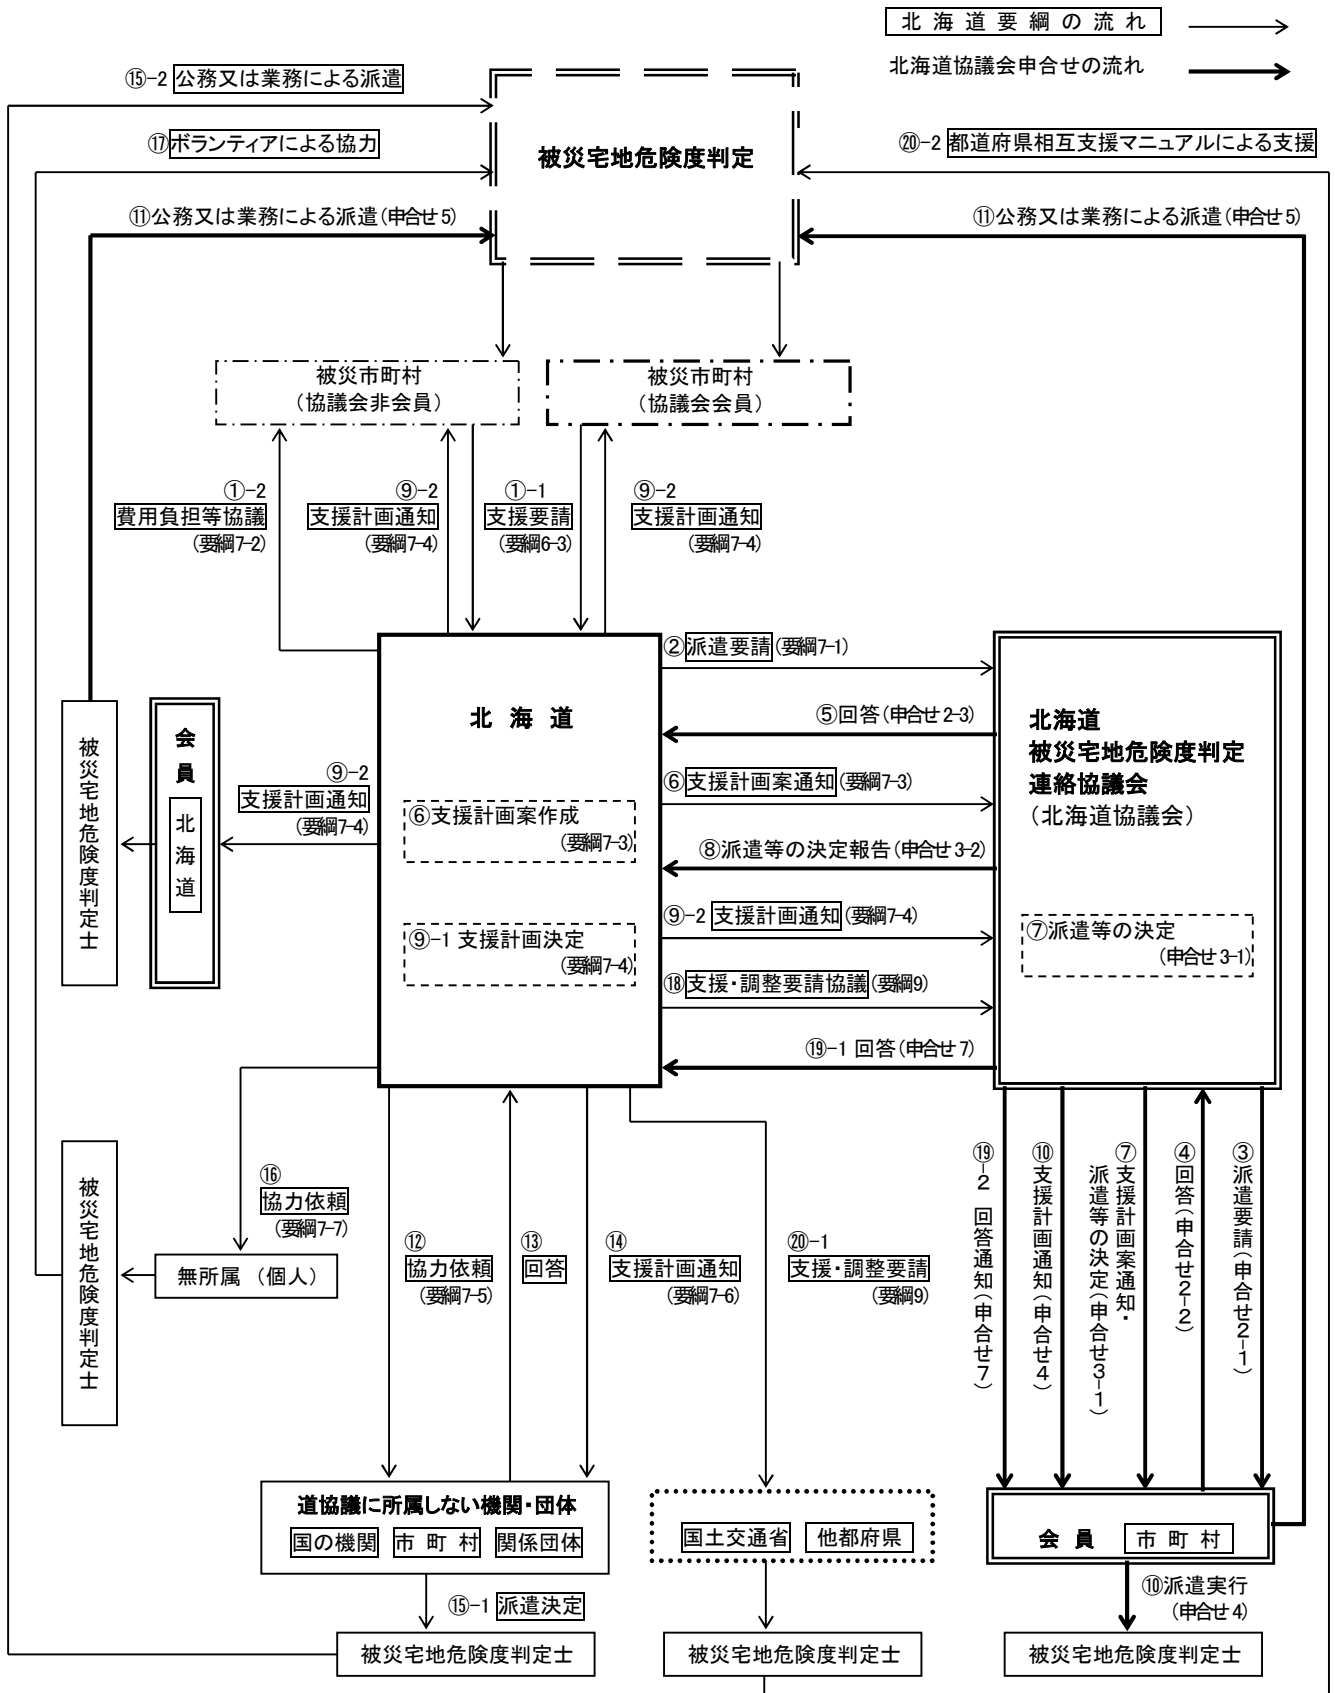 北海道要綱の流れ
北海道協議会申合せの流れ
⑮-2 公務又は業務による派遣
⑰ボランティアによる協力
被災宅地危険度判定
⑳-2 都道府県相互支援マニュアルによる支援
⑪公務又は業務による派遣(申合せ5)
⑪公務又は業務による派遣(申合せ5)
被災市町村
（協議会非会員）
被災市町村
（協議会会員）
①-2
費用負担等協議
(要綱7-2)
⑨-2
支援計画通知
(要綱7-4)
①-1
支援要請
(要綱6-3)
⑨-2
支援計画通知
(要綱7-4)
北海道
②派遣要請(要綱7-1)
⑤回答(申合せ2-3)
⑥支援計画案通知(要綱7-3)
⑧派遣等の決定報告(申合せ3-2)
⑨-2 支援計画通知(要綱7-4)
⑱支援・調整要請協議(要綱9)
⑲-1 回答(申合せ7)
⑥支援計画案作成
(要綱7-3)
⑨-1 支援計画決定
(要綱7-4)
北海道
被災宅地危険度判定
連絡協議会
（北海道協議会）
⑦派遣等の決定
(申合せ3-1)
被災宅地危険度判定士
会員
北海道
⑨-2
支援計画通知
(要綱7-4)
被災宅地危険度判定士
⑯
協力依頼
(要綱7-7)
無所属（個人）
⑫
協力依頼
(要綱7-5)
⑬
回答
⑭
支援計画通知
(要綱7-6)
⑳-1
支援・調整要請
(要綱9)
⑲-2 回答通知(申合せ7)
⑩支援計画通知(申合せ4)
⑦支援計画案通知・
派遣等の決定(申合せ3-1)
④回答(申合せ2-2)
③派遣要請(申合せ2-1)
道協議に所属しない機関・団体
国の機関 市町村 関係団体
国土交通省 他都府県
会員 市町村
⑮-1 派遣決定
⑩派遣実行
(申合せ4)
被災宅地危険度判定士
被災宅地危険度判定士
被災宅地危険度判定士